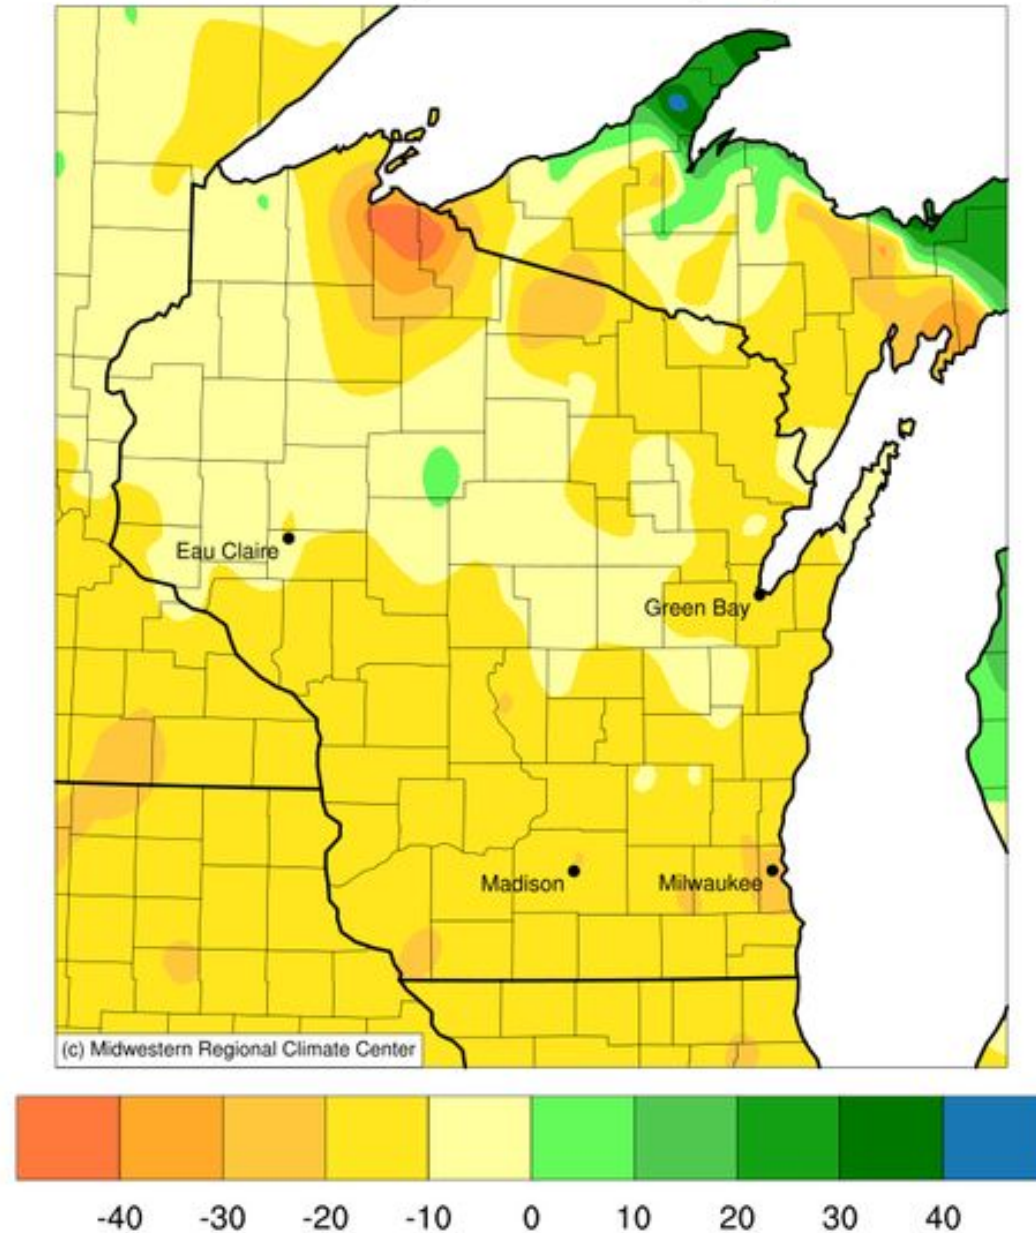 Eau Claire
Green Bay
Madison
Milwaukee
(c) Midwestern Regional Climate Center
-40 -30 -20 -10 0 10 20 30 40